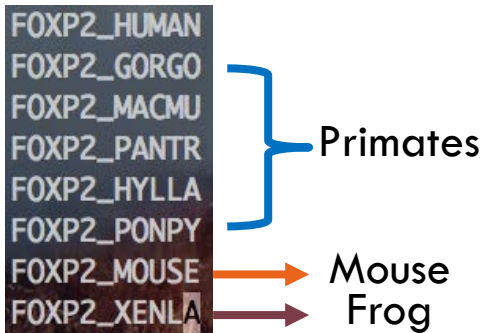 FOXP2_HUMAN
FOXP2_GORGO
FOXP2_MACMU
FOXP2_PANTR
FOXP2_HYLLA
FOXP2_PONPY
FOXP2_MOUSE
FOXP2_XENLA
Primates
Mouse
Frog